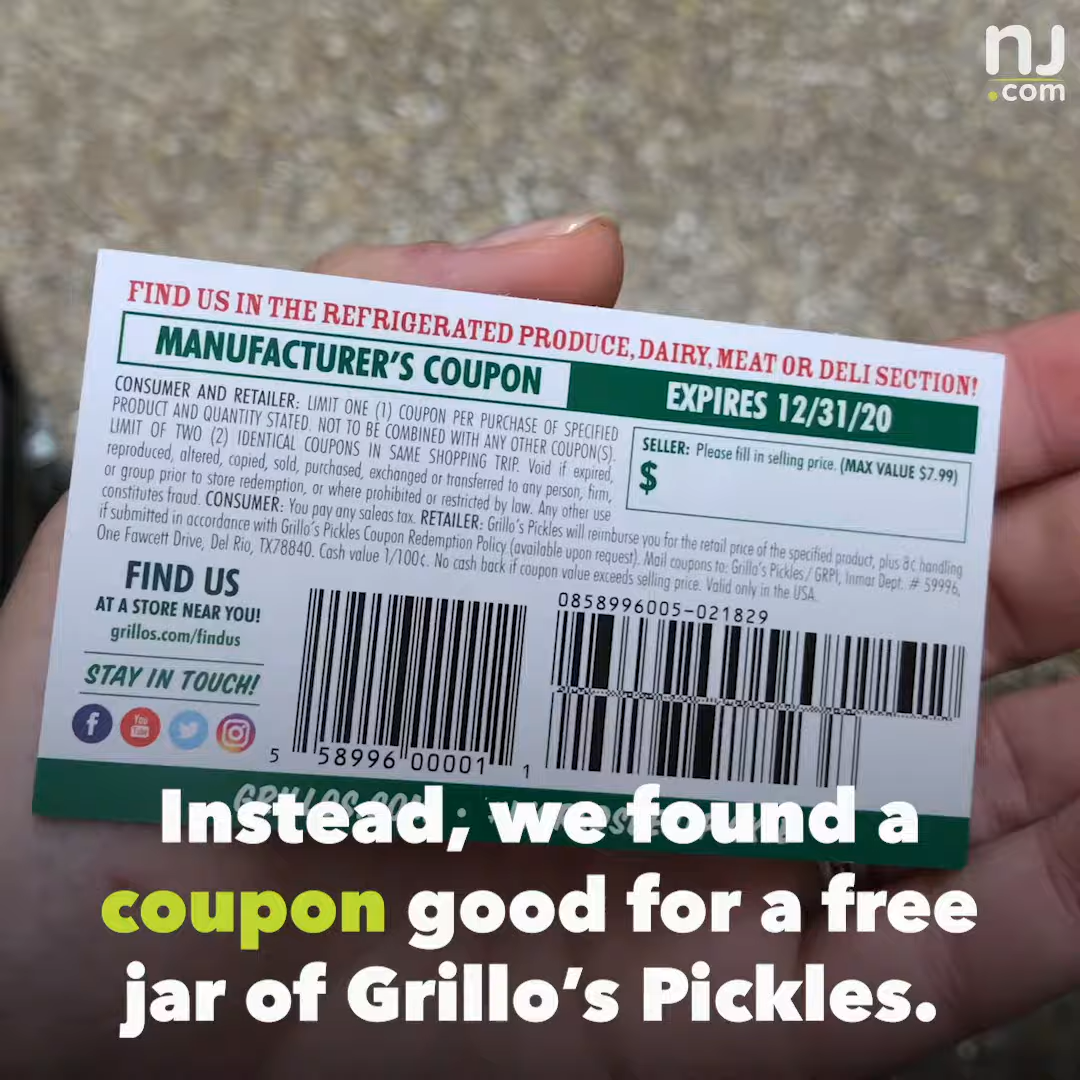 nj
.com
FIND US IN THE REFRIGERATED PRODUCE, DAIRY, MEAT OR DELI SECTION!
MANUFACTURER'S COUPON
EXPIRES 12/31/20
CONSUMER AND RETAILER: LIMIT ONE (1) COUPON PER PURCHASE OF SPECIFIED
PRODUCT AND QUANTITY STATED. NOT TO BE COMBINED WITH ANY OTHER COUPON(S).
LIMIT OF TWO (2) IDENTICAL COUPONS IN SAME SHOPPING TRIP. Void if expired,
reproduced, altered, copied, sold, purchased, exchanged or transferred to any person, firm,
or group prior to store redemption, or where prohibited or restricted by law. Any other use
constitutes fraud. CONSUMER: You pay any saleas tax. RETAILER: Grillo's Pickles will reimburse you for the retail price of the specified product, plus 8¢ handling
if submitted in accordance with Grillo's Pickles Coupon Redemption Policy (available upon request). Mail coupons to: Grillo's Pickles / GRPI, Inmar Dept. # 59996,
One Fawcett Drive, Del Rio, TX78840. Cash value 1/100¢. No cash back if coupon value exceeds selling price. Valid only in the USA.
SELLER: Please fill in selling price. (MAX VALUE $7.99)
$
FIND US
AT A STORE NEAR YOU!
grillos.com/findus
STAY IN TOUCH!
f
You
Tube
5 58996 00001 1
0858996005-021829
GRILLOS.COM
Instead, we found a
coupon good for a free
jar of Grillo's Pickles.